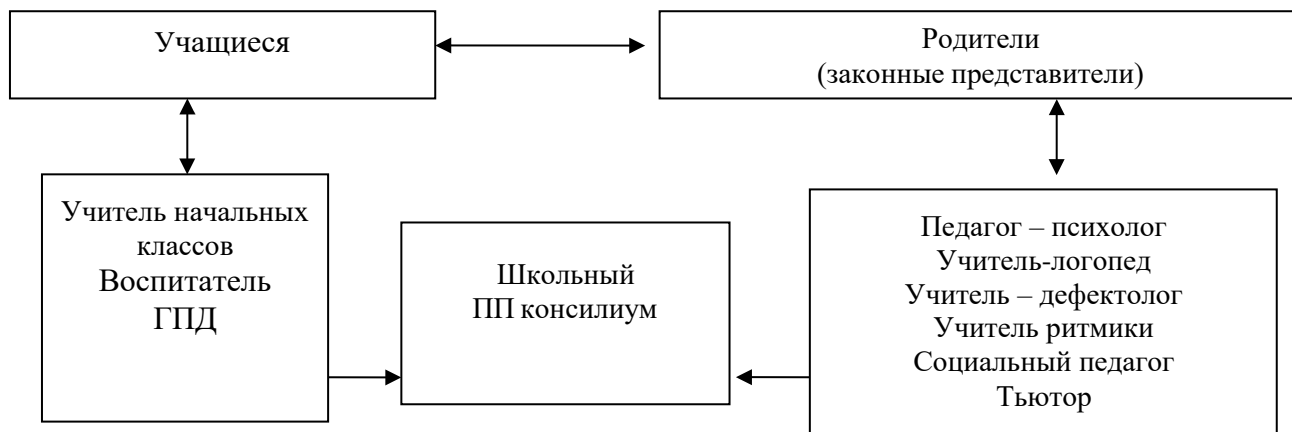 Учащиеся
Родители
(законные представители)
Учитель начальных
классов
Воспитатель
ГПД
Школьный
ПП консилиум
Педагог – психолог
Учитель-логопед
Учитель – дефектолог
Учитель ритмики
Социальный педагог
Тьютор